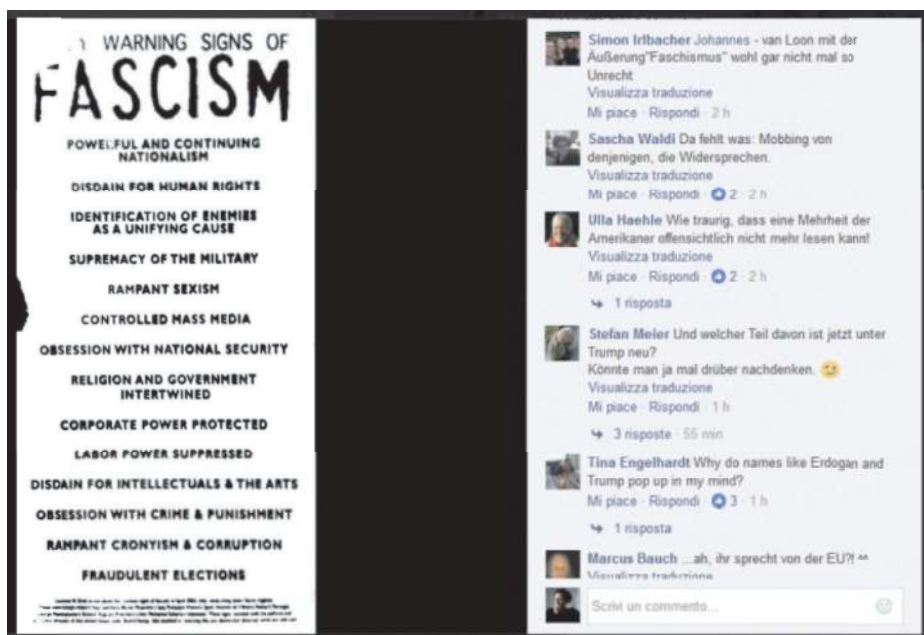 WARNING SIGNS OF
FASCISM
POWERFUL AND CONTINUING
NATIONALISM
DISDAIN FOR HUMAN RIGHTS
IDENTIFICATION OF ENEMIES
AS A UNIFYING CAUSE
SUPREMACY OF THE MILITARY
RAMPANT SEXISM
CONTROLLED MASS MEDIA
OBSESSION WITH NATIONAL SECURITY
RELIGION AND GOVERNMENT
INTERTWINED
CORPORATE POWER PROTECTED
LABOR POWER SUPPRESSED
DISDAIN FOR INTELLECTUALS & THE ARTS
OBSESSION WITH CRIME & PUNISHMENT
RAMPANT CRONYISM & CORRUPTION
FRAUDULENT ELECTIONS
Simon Irlbacher Johannes - van Loon mit der
Äußerung"Faschismus" wohl gar nicht mal so
Unrecht
Visualizza traduzione
Mi piace · Rispondi · 2 h
Sascha Waldi Da fehlt was: Mobbing von
denjenigen, die Widersprechen.
Visualizza traduzione
Mi piace · Rispondi · 2 · 2 h
Ulla Haehle Wie traurig, dass eine Mehrheit der
Amerikaner offensichtlich nicht mehr lesen kann!
Visualizza traduzione
Mi piace · Rispondi · 2 · 2 h
1 risposta
Stefan Meier Und welcher Teil davon ist jetzt unter
Trump neu?
Könnte man ja mal drüber nachdenken. 😉
Visualizza traduzione
Mi piace · Rispondi · 1 h
3 risposte · 55 min
Tina Engelhardt Why do names like Erdogan and
Trump pop up in my mind?
Mi piace · Rispondi · 3 · 1 h
1 risposta
Marcus Bauch ...ah, ihr sprecht von der EU?! ^^
Visualizza traduzione
Scrivi un commento...